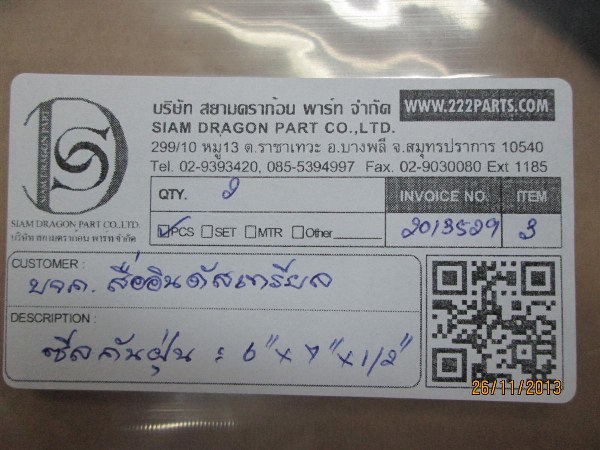 บริษัท สยามดราก้อน พาร์ท จำกัด
WWW.222PARTS.COM
SIAM DRAGON PART CO.,LTD.
299/10 หมู่13 ต.ราชาเทวะ อ.บางพลี จ.สมุทรปราการ 10540
Tel. 02-9393420, 085-5394997 Fax. 02-9030080 Ext 1185
SIAM DRAGON PART
SIAM DRAGON PART CO.,LTD.
บริษัท สยามดราก้อน พาร์ท จำกัด
QTY. 2 INVOICE NO. ITEM
PCS SET MTR Other 2013529 3
CUSTOMER :
บจก. สื่ออินดัสเตรียล
DESCRIPTION :
ซีลกันฝุ่น : 6" x 7" x 1/2"
26/11/2013